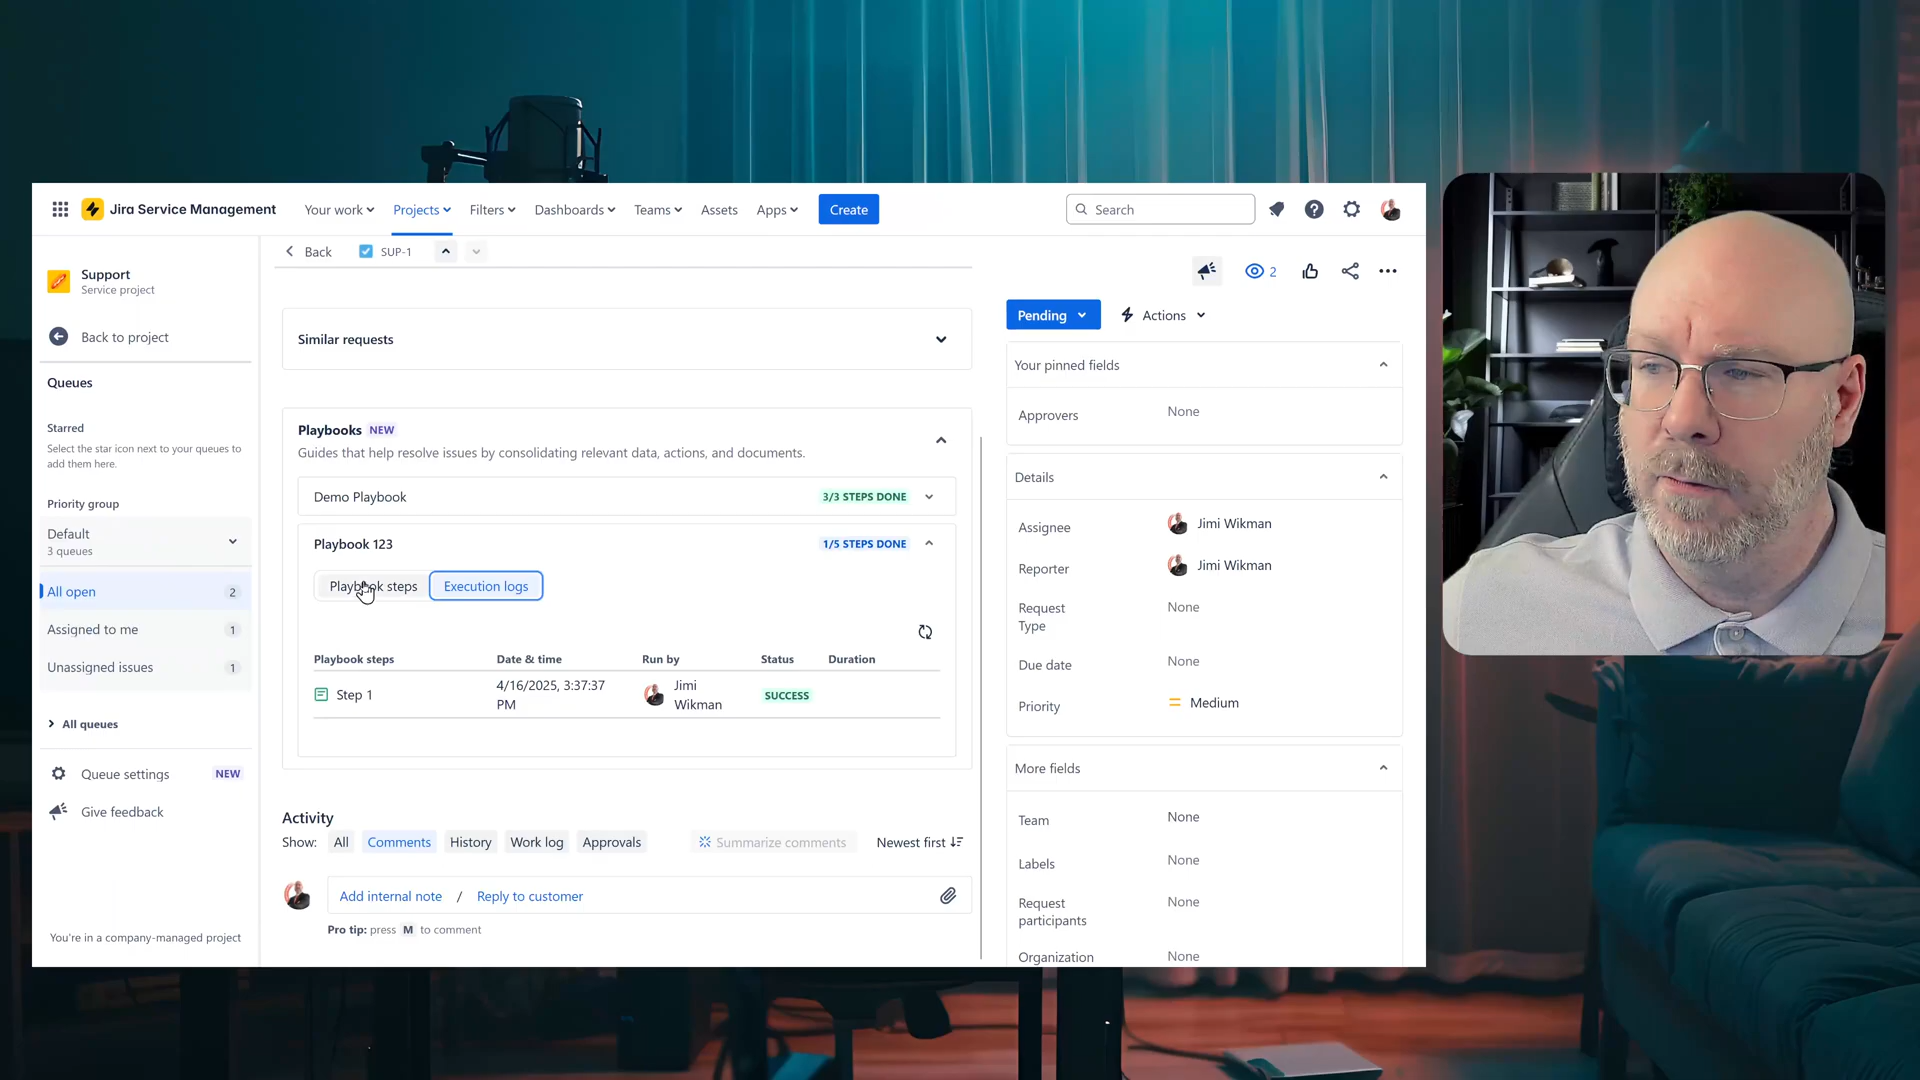 Jira Service Management
Your work
Projects
Filters
Dashboards
Teams
Assets
Apps
Create
Search
Support
Service project
Back to project
Queues
Starred
Select the star icon next to your queues to
add them here.
Priority group
Default
3 queues
All open 2
Assigned to me 1
Unassigned issues 1
All queues
Queue settings NEW
Give feedback
You're in a company-managed project
Back
SUP-1
Similar requests
Playbooks NEW
Guides that help resolve issues by consolidating relevant data, actions, and documents.
Demo Playbook 3/3 STEPS DONE
Playbook 123 1/5 STEPS DONE
Playbook steps Execution logs
Playbook steps Date & time Run by Status Duration
Step 1 4/16/2025, 3:37:37 PM Jimi Wikman SUCCESS
Activity
Show: All Comments History Work log Approvals Summarize comments Newest first
Add internal note / Reply to customer
Pro tip: press M to comment
2
Pending Actions
Your pinned fields
Approvers None
Details
Assignee Jimi Wikman
Reporter Jimi Wikman
Request Type None
Due date None
Priority Medium
More fields
Team None
Labels None
Request participants None
Organization None